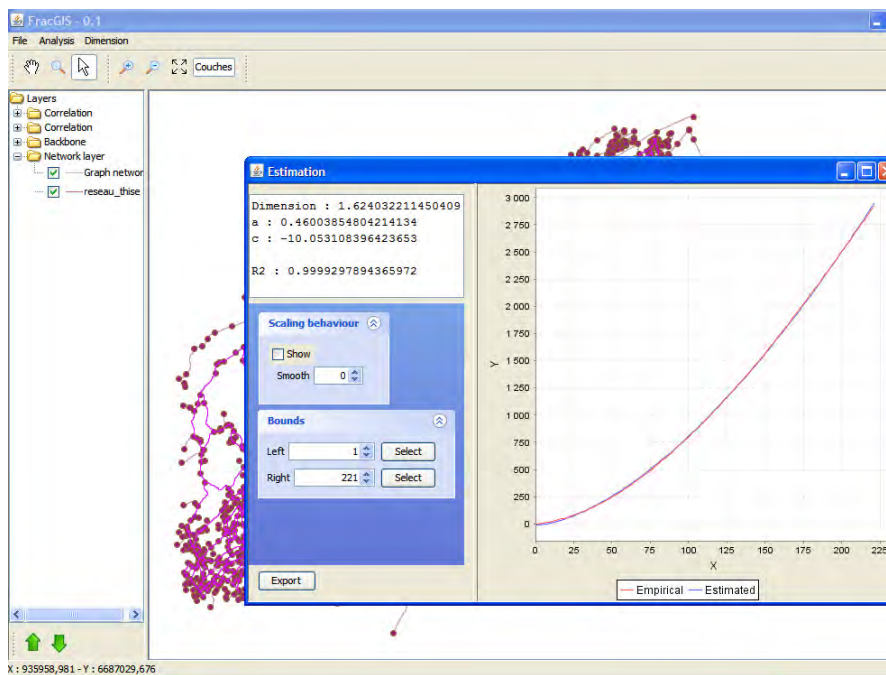 FracGIS - 0.1
File Analysis Dimension
Couches
Layers
Correlation
Correlation
Backbone
Network layer
Graph networ
reseau_thise
Estimation
Dimension : 1.624032211450409
a : 0.46003854804214134
c : -10.053108396423653
R2 : 0.9999297894365972
Scaling behaviour
Show
Smooth 0
Bounds
Left 1 Select
Right 221 Select
Export
3 000
2 750
2 500
2 250
2 000
1 750
1 500
1 250
1 000
750
500
250
0
Y
0 25 50 75 100 125 150 175 200 225
X
Empirical Estimated
X : 935958,981 - Y : 6687029,676